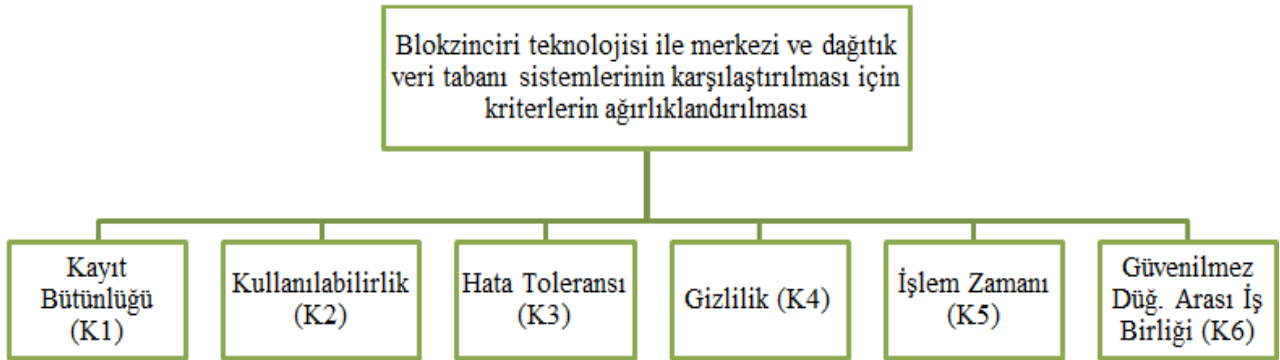 Blokzinciri teknolojisi ile merkezi ve dağıtık
veri tabanı sistemlerinin karşılaştırılması için
kriterlerin ağırlıklandırılması
Kayıt
Bütünlüğü
(K1)
Kullanılabilirlik
(K2)
Hata Toleransı
(K3)
Gizlilik (K4)
İşlem Zamanı
(K5)
Güvenilmez
Düğ. Arası İş
Birliği (K6)